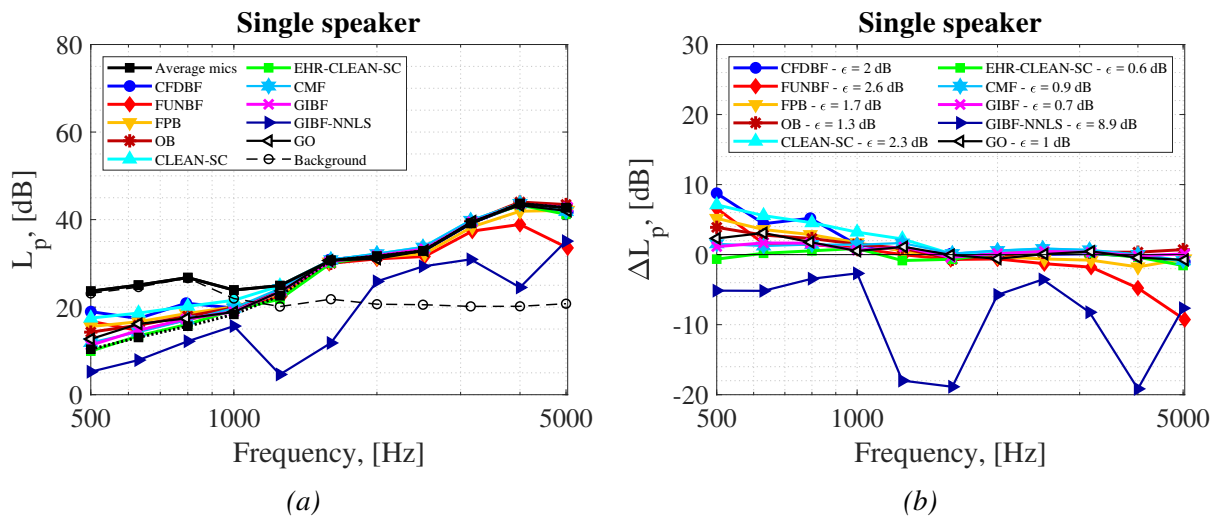 Single speaker
80
60
40
20
0
L_p, [dB]
Average mics
CFDBF
FUNBF
FPB
OB
CLEAN-SC
EHR-CLEAN-SC
CMF
GIBF
GIBF-NNLS
GO
Background
500 1000 5000
Frequency, [Hz]
(a)
Single speaker
30
20
10
0
-10
-20
ΔL_p, [dB]
CFDBF - ϵ = 2 dB
FUNBF - ϵ = 2.6 dB
FPB - ϵ = 1.7 dB
OB - ϵ = 1.3 dB
CLEAN-SC - ϵ = 2.3 dB
EHR-CLEAN-SC - ϵ = 0.6 dB
CMF - ϵ = 0.9 dB
GIBF - ϵ = 0.7 dB
GIBF-NNLS - ϵ = 8.9 dB
GO - ϵ = 1 dB
500 1000 5000
Frequency, [Hz]
(b)